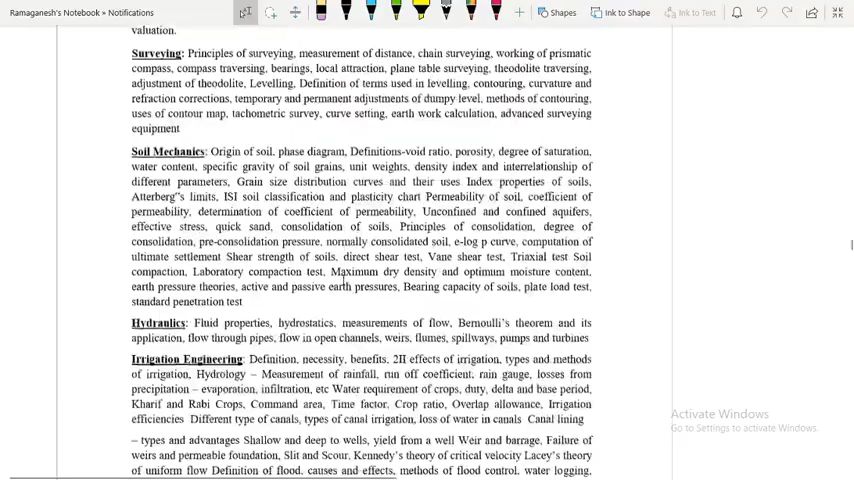 Ramaganesh's Notebook » Notifications
Shapes
Ink to Shape
Ink to Text
valuation.
Surveying: Principles of surveying, measurement of distance, chain surveying, working of prismatic
compass, compass traversing, bearings, local attraction, plane table surveying, theodolite traversing,
adjustment of theodolite, Levelling, Definition of terms used in levelling, contouring, curvature and
refraction corrections, temporary and permanent adjustments of dumpy level, methods of contouring,
uses of contour map, tachometric survey, curve setting, earth work calculation, advanced surveying
equipment
Soil Mechanics: Origin of soil, phase diagram, Definitions-void ratio, porosity, degree of saturation,
water content, specific gravity of soil grains, unit weights, density index and interrelationship of
different parameters, Grain size distribution curves and their uses Index properties of soils,
Atterberg"s limits, ISI soil classification and plasticity chart Permeability of soil, coefficient of
permeability, determination of coefficient of permeability, Unconfined and confined aquifers,
effective stress, quick sand, consolidation of soils, Principles of consolidation, degree of
consolidation, pre-consolidation pressure, normally consolidated soil, e-log p curve, computation of
ultimate settlement Shear strength of soils, direct shear test, Vane shear test, Triaxial test Soil
compaction, Laboratory compaction test, Maximum dry density and optimum moisture content,
earth pressure theories, active and passive earth pressures, Bearing capacity of soils, plate load test,
standard penetration test
Hydraulics: Fluid properties, hydrostatics, measurements of flow, Bernoulli's theorem and its
application, flow through pipes, flow in open channels, weirs, flumes, spillways, pumps and turbines
Irrigation Engineering: Definition, necessity, benefits, 2II effects of irrigation, types and methods
of irrigation, Hydrology – Measurement of rainfall, run off coefficient, rain gauge, losses from
precipitation – evaporation, infiltration, etc Water requirement of crops, duty, delta and base period,
Kharif and Rabi Crops, Command area, Time factor, Crop ratio, Overlap allowance, Irrigation
efficiencies Different type of canals, types of canal irrigation, loss of water in canals Canal lining
– types and advantages Shallow and deep to wells, yield from a well Weir and barrage, Failure of
weirs and permeable foundation, Slit and Scour, Kennedy's theory of critical velocity Lacey's theory
of uniform flow Definition of flood, causes and effects, methods of flood control, water logging,
Activate Windows
Go to Settings to activate Windows.